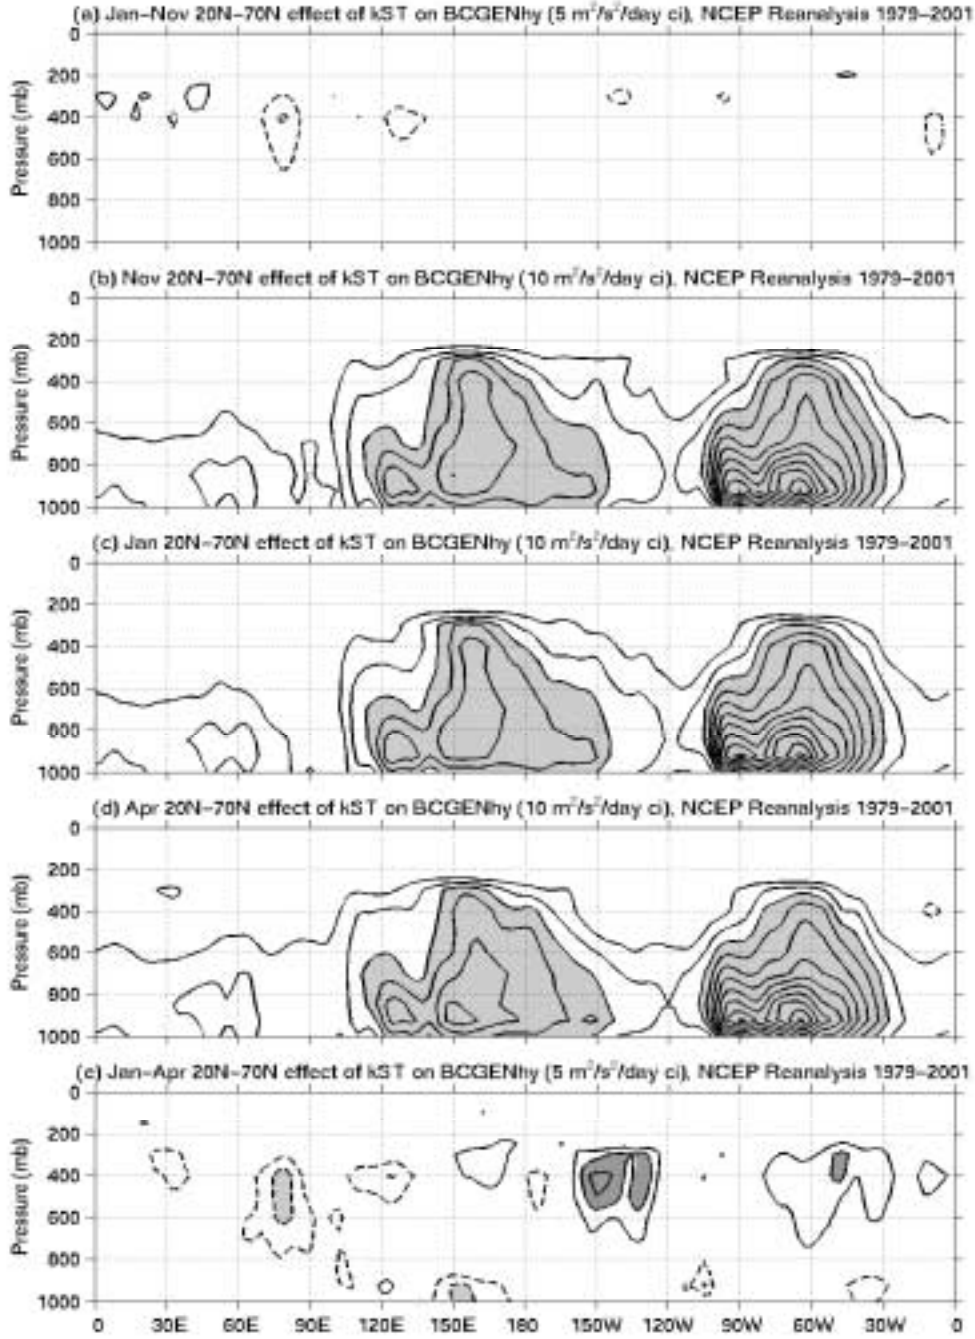 (a) Jan–Nov 20N–70N effect of kST on BCGENhy (5 m²/s²/day ci), NCEP Reanalysis 1979–2001
0
200
400
600
800
1000
Pressure (mb)
(b) Nov 20N–70N effect of kST on BCGENhy (10 m²/s²/day ci), NCEP Reanalysis 1979–2001
0
200
400
600
800
1000
Pressure (mb)
(c) Jan 20N–70N effect of kST on BCGENhy (10 m²/s²/day ci), NCEP Reanalysis 1979–2001
0
200
400
600
800
1000
Pressure (mb)
(d) Apr 20N–70N effect of kST on BCGENhy (10 m²/s²/day ci), NCEP Reanalysis 1979–2001
0
200
400
600
800
1000
Pressure (mb)
(e) Jan–Apr 20N–70N effect of kST on BCGENhy (5 m²/s²/day ci), NCEP Reanalysis 1979–2001
0
200
400
600
800
1000
Pressure (mb)
0 30E 60E 90E 120E 150E 180 150W 120W 90W 60W 30W 0